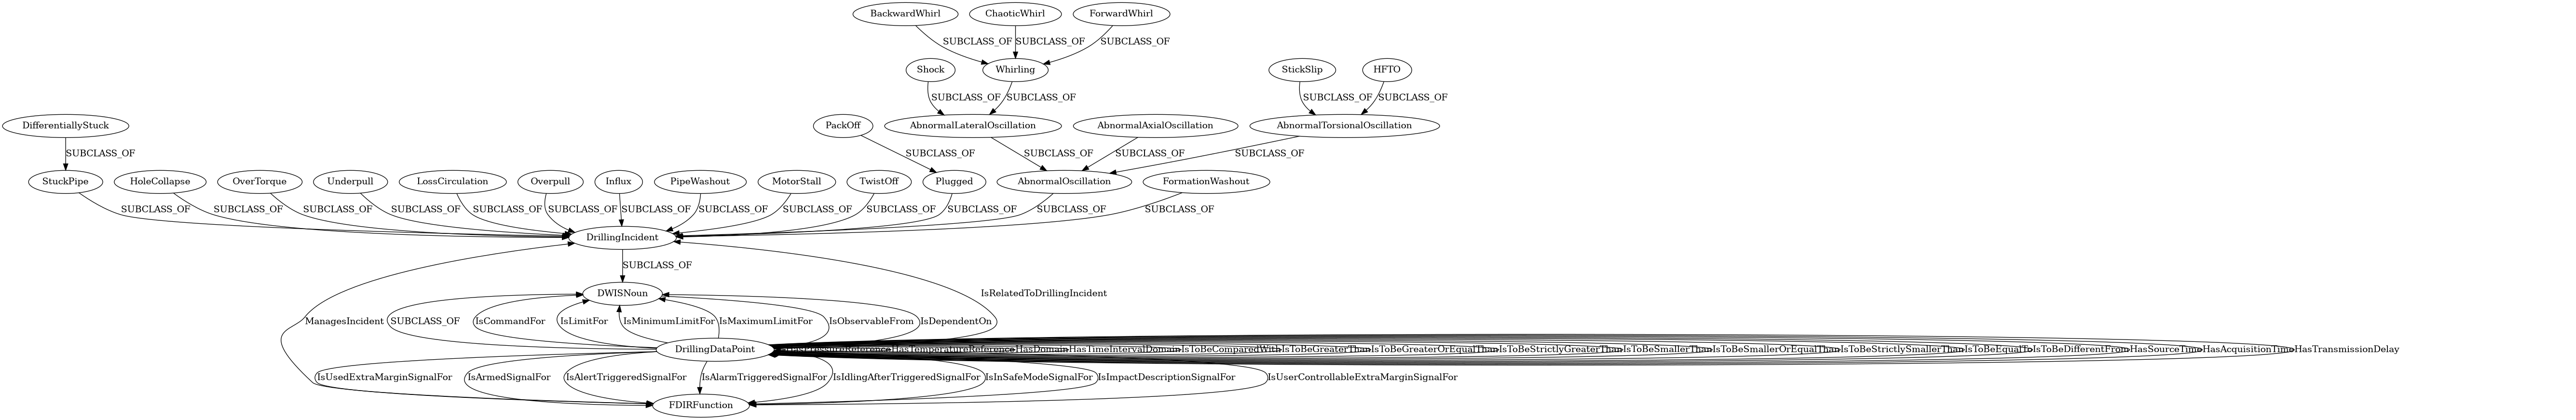 BackwardWhirl
ChaoticWhirl
ForwardWhirl
SUBCLASS_OF
SUBCLASS_OF
SUBCLASS_OF
Shock
Whirling
StickSlip
HFTO
SUBCLASS_OF
SUBCLASS_OF
SUBCLASS_OF
SUBCLASS_OF
DifferentiallyStuck
PackOff
AbnormalLateralOscillation
AbnormalAxialOscillation
AbnormalTorsionalOscillation
SUBCLASS_OF
SUBCLASS_OF
SUBCLASS_OF
SUBCLASS_OF
SUBCLASS_OF
StuckPipe
HoleCollapse
OverTorque
Underpull
LossCirculation
Overpull
Influx
PipeWashout
MotorStall
TwistOff
Plugged
AbnormalOscillation
FormationWashout
SUBCLASS_OF
SUBCLASS_OF
SUBCLASS_OF
SUBCLASS_OF
SUBCLASS_OF
SUBCLASS_OF
SUBCLASS_OF
SUBCLASS_OF
SUBCLASS_OF
SUBCLASS_OF
SUBCLASS_OF
SUBCLASS_OF
SUBCLASS_OF
DrillingIncident
SUBCLASS_OF
DWISNoun
IsRelatedToDrillingIncident
ManagesIncident
SUBCLASS_OF
IsCommandFor
IsLimitFor
IsMinimumLimitFor
IsMaximumLimitFor
IsObservableFrom
IsDependentOn
DrillingDataPoint
HasPressureReference
HasTemperatureReference
HasDomain
HasTimeIntervalDomain
IsToBeComparedWith
IsToBeGreaterThan
IsToBeGreaterOrEqualThan
IsToBeStrictlyGreaterThan
IsToBeSmallerThan
IsToBeSmallerOrEqualThan
IsToBeStrictlySmallerThan
IsToBeEqualTo
IsToBeDifferentFrom
HasSourceTime
HasAcquisitionTime
HasTransmissionDelay
IsUsedExtraMarginSignalFor
IsArmedSignalFor
IsAlertTriggeredSignalFor
IsAlarmTriggeredSignalFor
IsIdlingAfterTriggeredSignalFor
IsInSafeModeSignalFor
IsImpactDescriptionSignalFor
IsUserControllableExtraMarginSignalFor
FDIRFunction